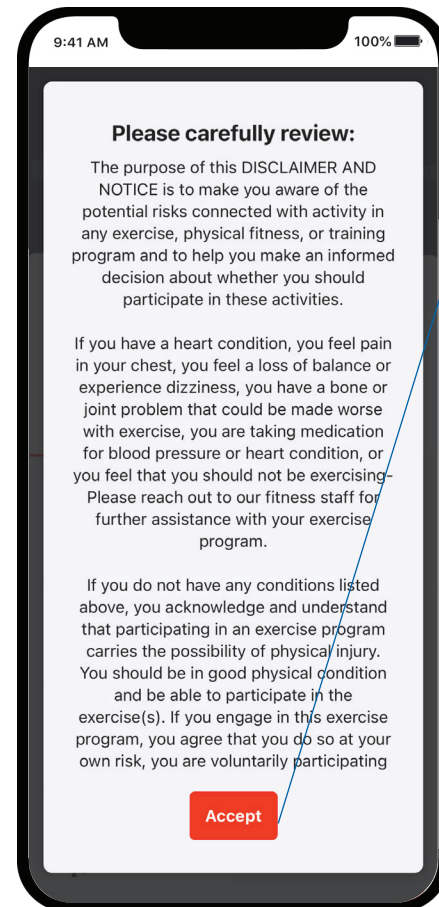 9:41 AM
100%
Please carefully review:
The purpose of this DISCLAIMER AND
NOTICE is to make you aware of the
potential risks connected with activity in
any exercise, physical fitness, or training
program and to help you make an informed
decision about whether you should
participate in these activities.
If you have a heart condition, you feel pain
in your chest, you feel a loss of balance or
experience dizziness, you have a bone or
joint problem that could be made worse
with exercise, you are taking medication
for blood pressure or heart condition, or
you feel that you should not be exercising-
Please reach out to our fitness staff for
further assistance with your exercise
program.
If you do not have any conditions listed
above, you acknowledge and understand
that participating in an exercise program
carries the possibility of physical injury.
You should be in good physical condition
and be able to participate in the
exercise(s). If you engage in this exercise
program, you agree that you do so at your
own risk, you are voluntarily participating
Accept